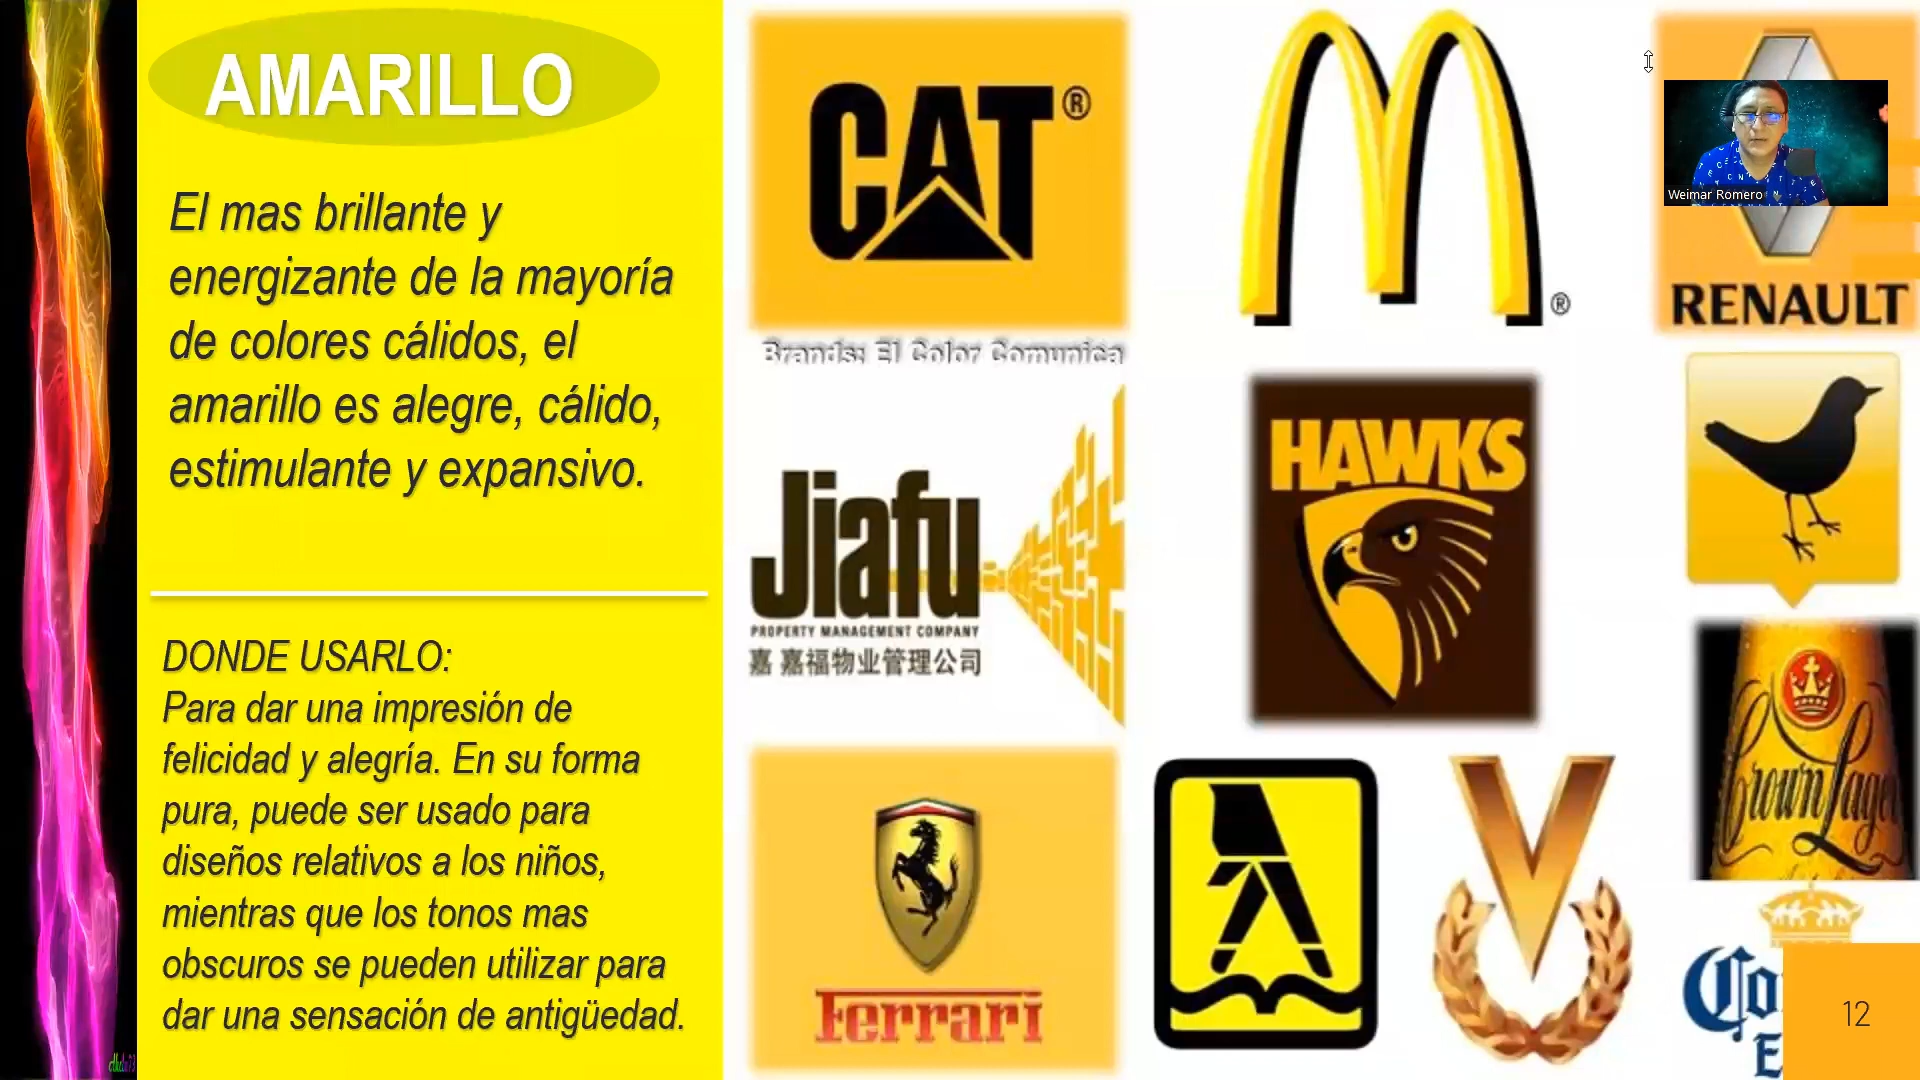 AMARILLO
El mas brillante y
energizante de la mayoría
de colores cálidos, el
amarillo es alegre, cálido,
estimulante y expansivo.
DONDE USARLO:
Para dar una impresión de
felicidad y alegría. En su forma
pura, puede ser usado para
diseños relativos a los niños,
mientras que los tonos mas
obscuros se pueden utilizar para
dar una sensación de antigüedad.
CAT®
Brands: El Color Comunica
M
®
RENAULT
Weimar Romero
Jiafu
PROPERTY MANAGEMENT COMPANY
嘉 嘉福物业管理公司
HAWKS
Crown Lager
Ferrari
V
Co
E
12